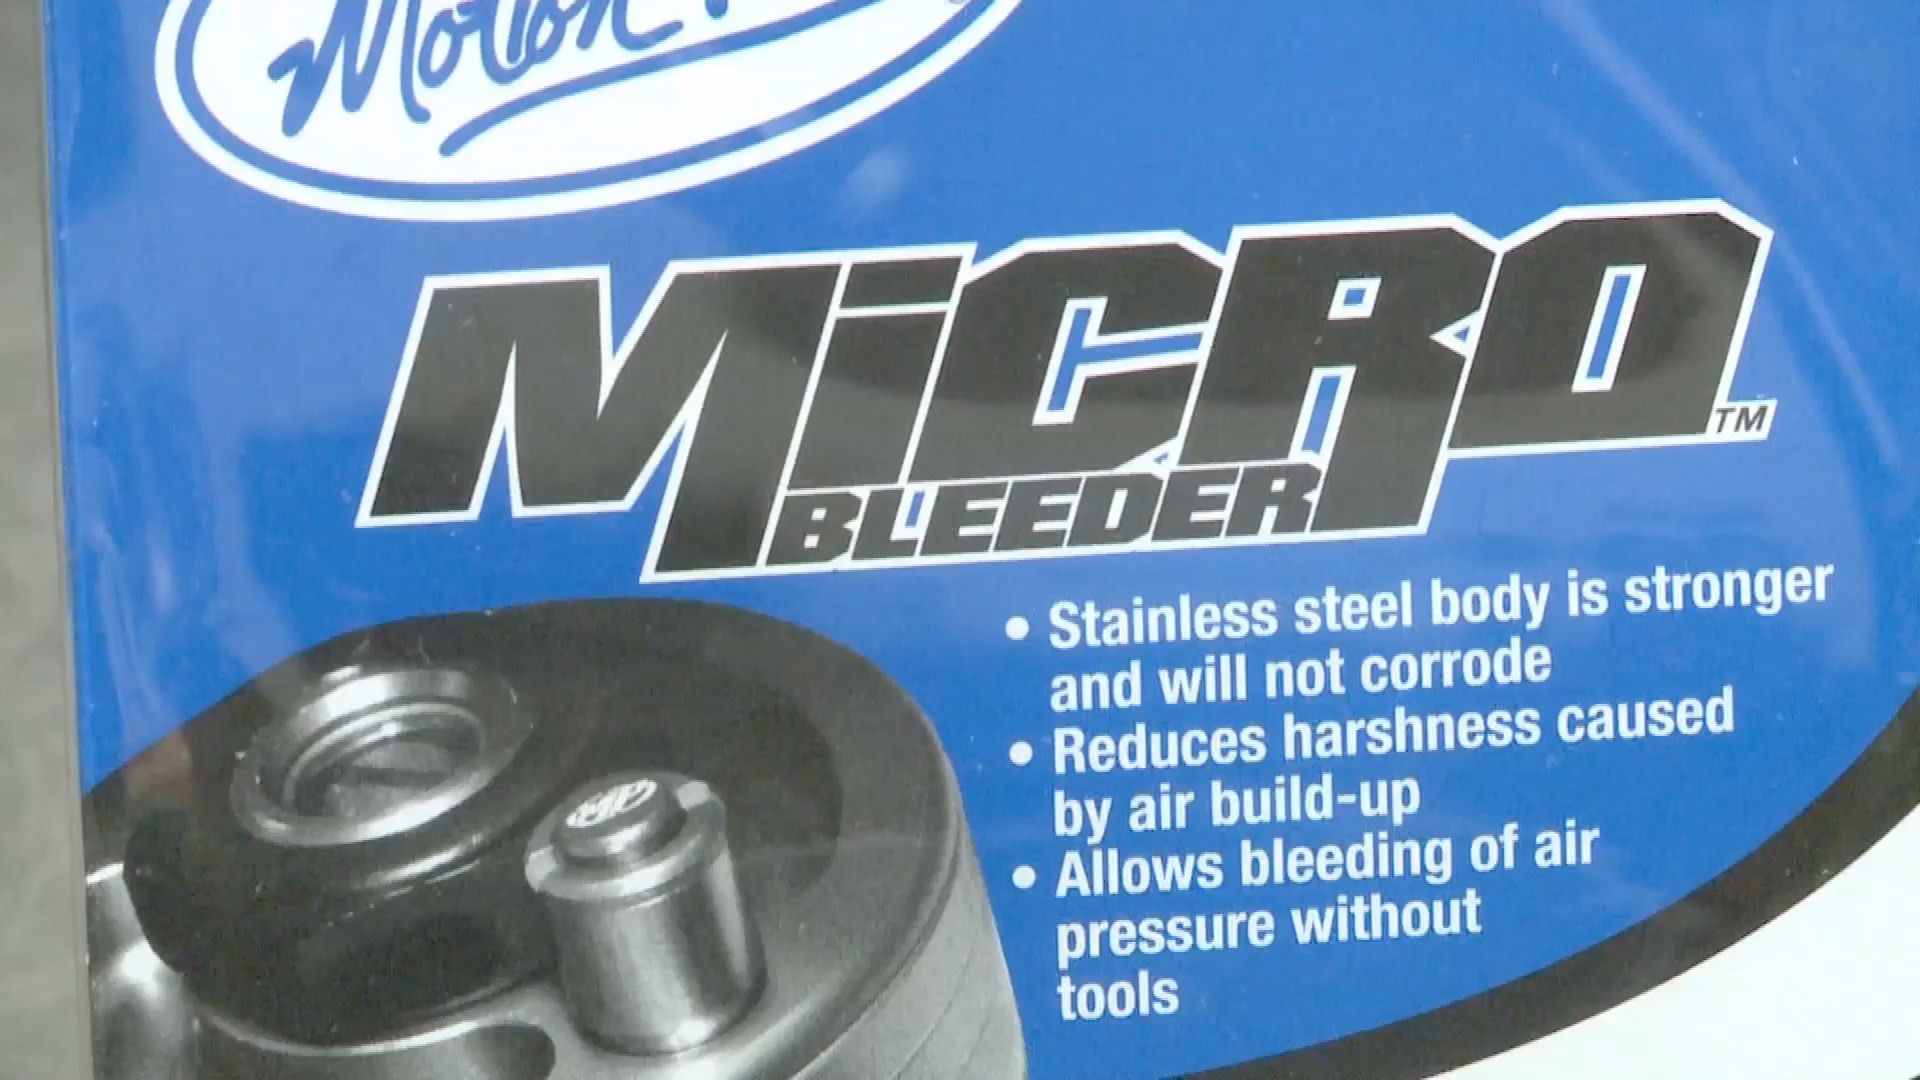 Motion
MiCRO TM
BLEEDER
• Stainless steel body is stronger
and will not corrode
• Reduces harshness caused
by air build-up
• Allows bleeding of air
pressure without
tools